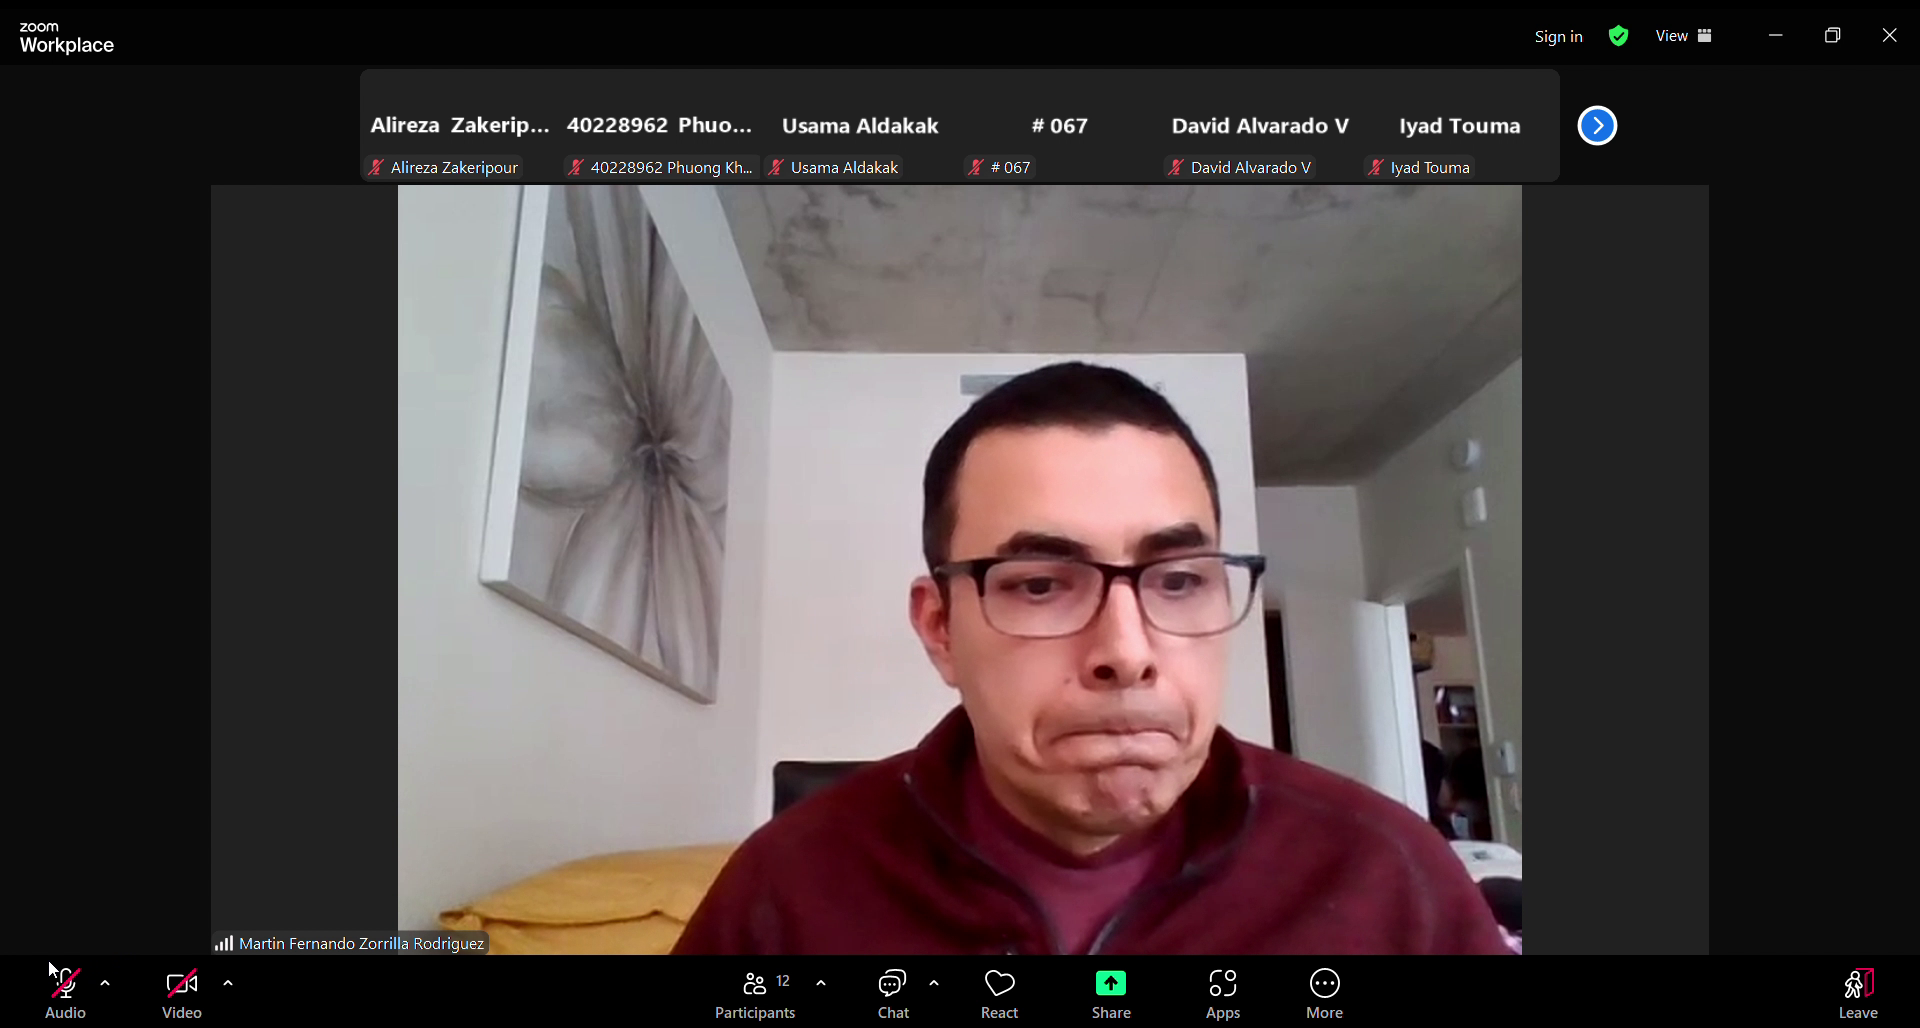 zoom
Workplace
Sign in
View
Alireza Zakerip...
40228962 Phuo...
Usama Aldakak
# 067
David Alvarado V
Iyad Touma
Alireza Zakeripour
40228962 Phuong Kh...
Usama Aldakak
# 067
David Alvarado V
Iyad Touma
Martin Fernando Zorrilla Rodriguez
Audio
Video
12
Participants
Chat
React
Share
Apps
More
Leave